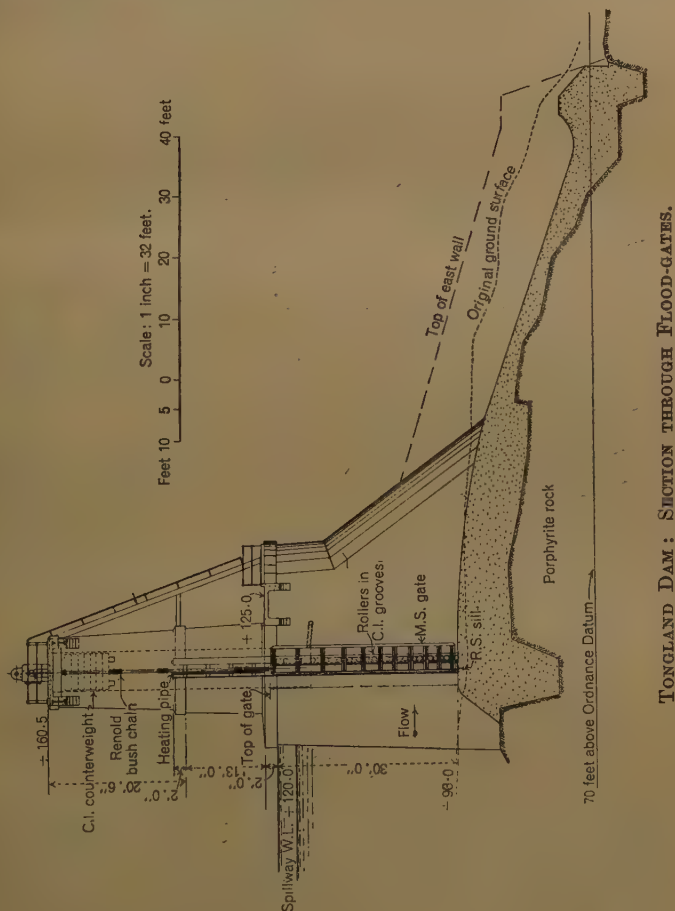 Scale: 1 inch = 32 feet.
Feet 10 5 0 10 20 30 40 feet
+160·5
C.I. counterweight
20'.6"
Renold
bush chain
Heating pipe
2'.0"
13'.0"
+125·0
Top of gate
2'.0"
Spillway W.L. +120·0
Rollers in
C.I. grooves
M.S. gate
30'.0"
Flow
R.S. sill
+98·0
Top of east wall
Original ground surface
Porphyrite rock
70 feet above Ordnance Datum
TONGLAND DAM: SECTION THROUGH FLOOD-GATES.